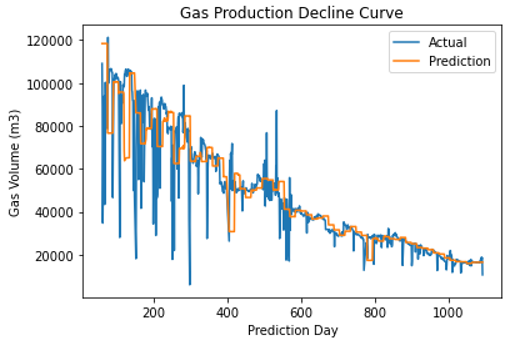 Gas Production Decline Curve
120000
100000
80000
60000
40000
20000
Gas Volume (m3)
Actual
Prediction
200
400
600
800
1000
Prediction Day